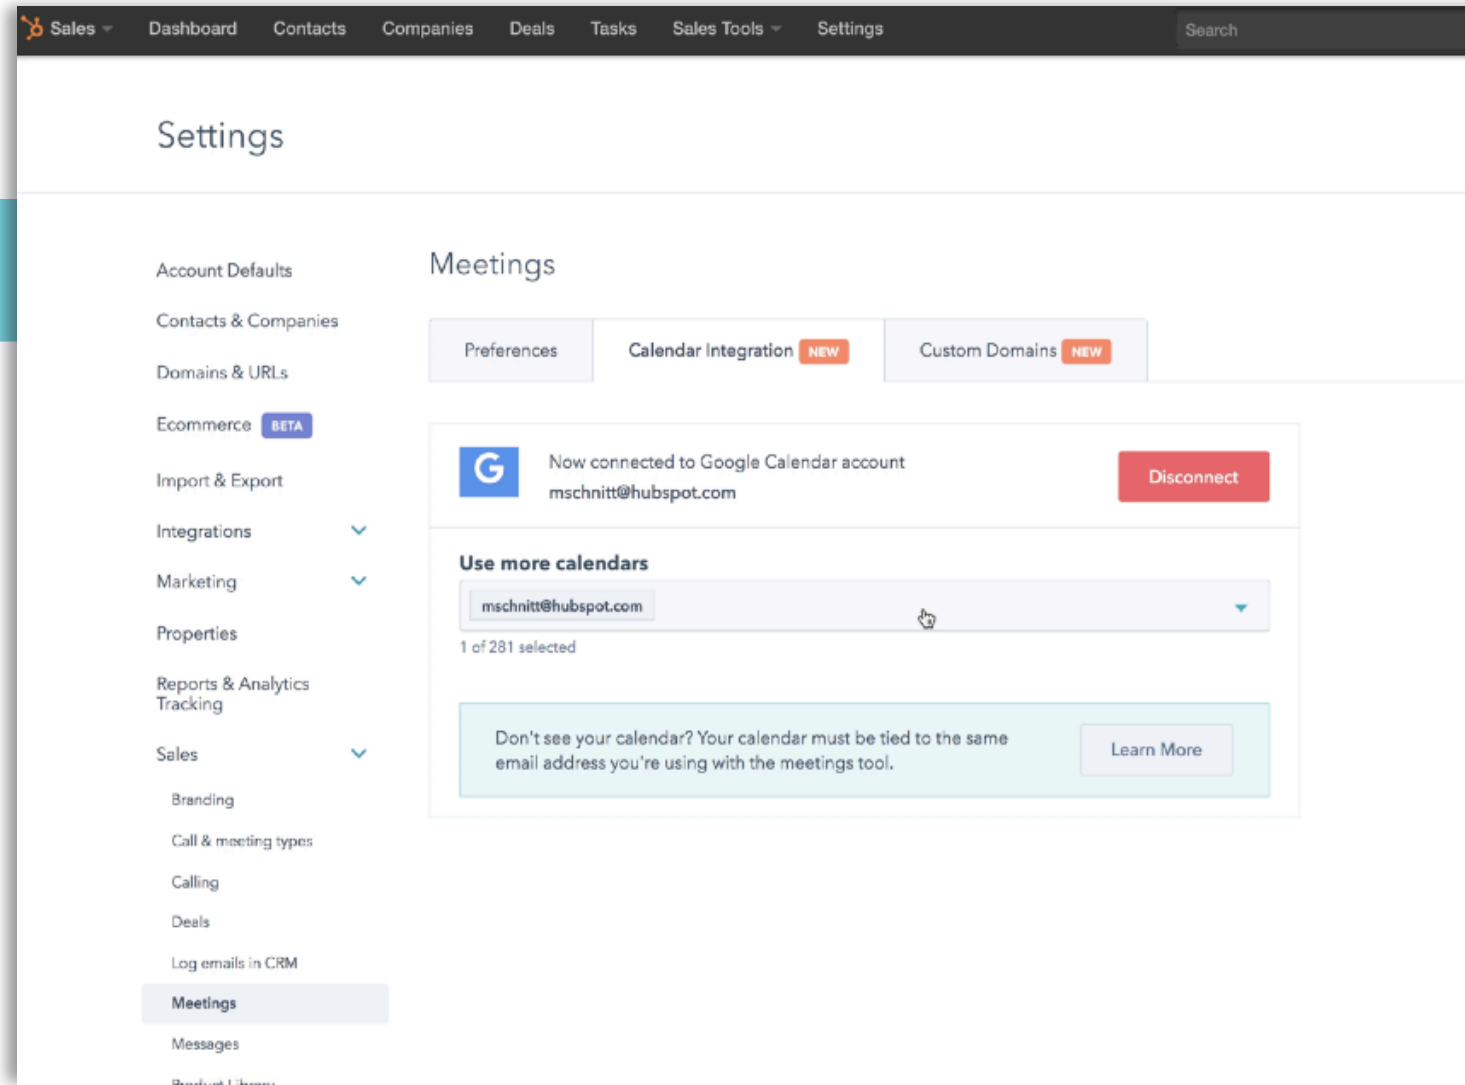 Sales Dashboard Contacts Companies Deals Tasks Sales Tools Settings Search
Settings
Account Defaults
Contacts & Companies
Domains & URLs
Ecommerce BETA
Import & Export
Integrations
Marketing
Properties
Reports & Analytics
Tracking
Sales
Branding
Call & meeting types
Calling
Deals
Log emails in CRM
Meetings
Messages
Product Library
Meetings
Preferences Calendar Integration NEW Custom Domains NEW
G
Now connected to Google Calendar account
mschnitt@hubspot.com
Disconnect
Use more calendars
mschnitt@hubspot.com
1 of 281 selected
Don't see your calendar? Your calendar must be tied to the same
email address you're using with the meetings tool.
Learn More